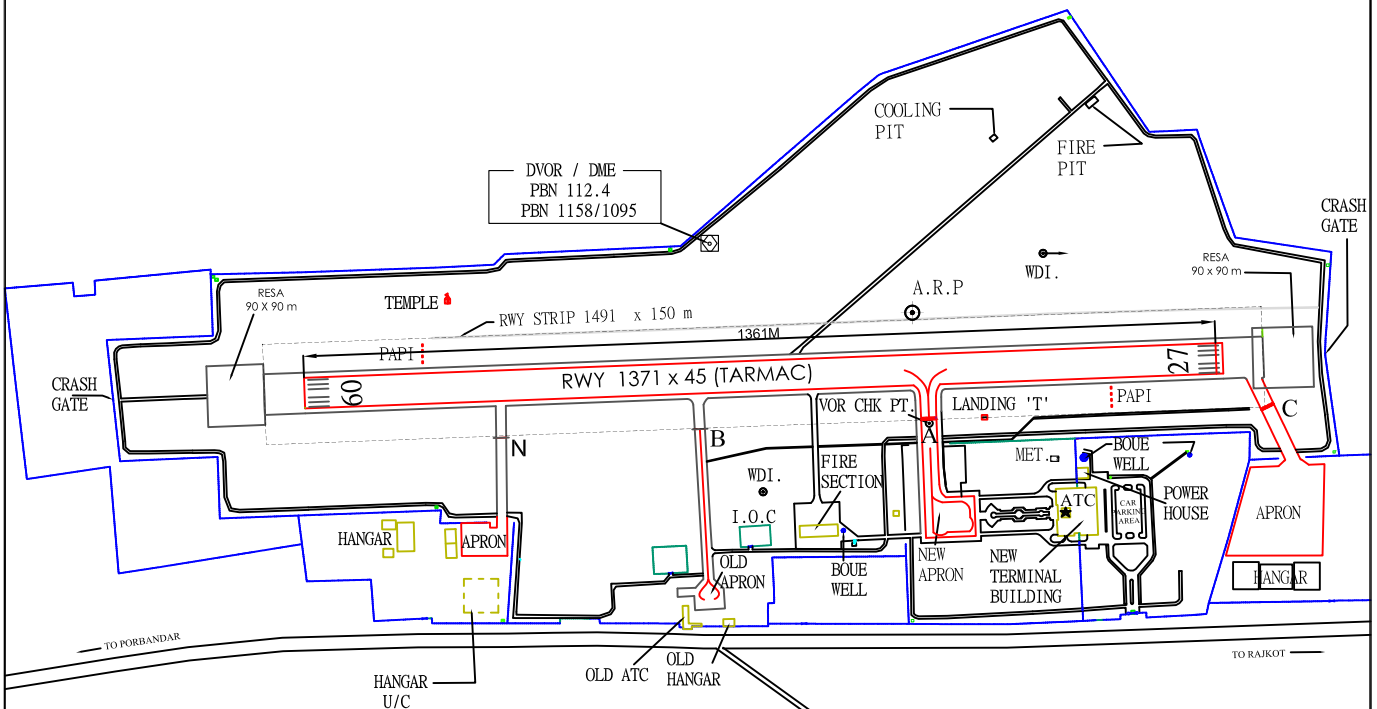 COOLING
PIT
FIRE
PIT
DVOR / DME
PBN 112.4
PBN 1158/1095
CRASH
GATE
RESA
90 x 90 m
WDI.
A.R.P
RESA
90 X 90 m
TEMPLE
RWY STRIP 1491 x 150 m
1361M
PAPI
27
RWY 1371 x 45 (TARMAC)
09
CRASH
GATE
VOR CHK PT.
LANDING 'T'
PAPI
C
N
B
A
MET.
BOUE
WELL
FIRE
SECTION
WDI.
I.O.C
ATC
CAR
PARKING
AREA
POWER
HOUSE
APRON
HANGAR
APRON
NEW
APRON
NEW
TERMINAL
BUILDING
OLD
APRON
BOUE
WELL
HANGAR
TO PORBANDAR
TO RAJKOT
OLD ATC
OLD
HANGAR
HANGAR
U/C